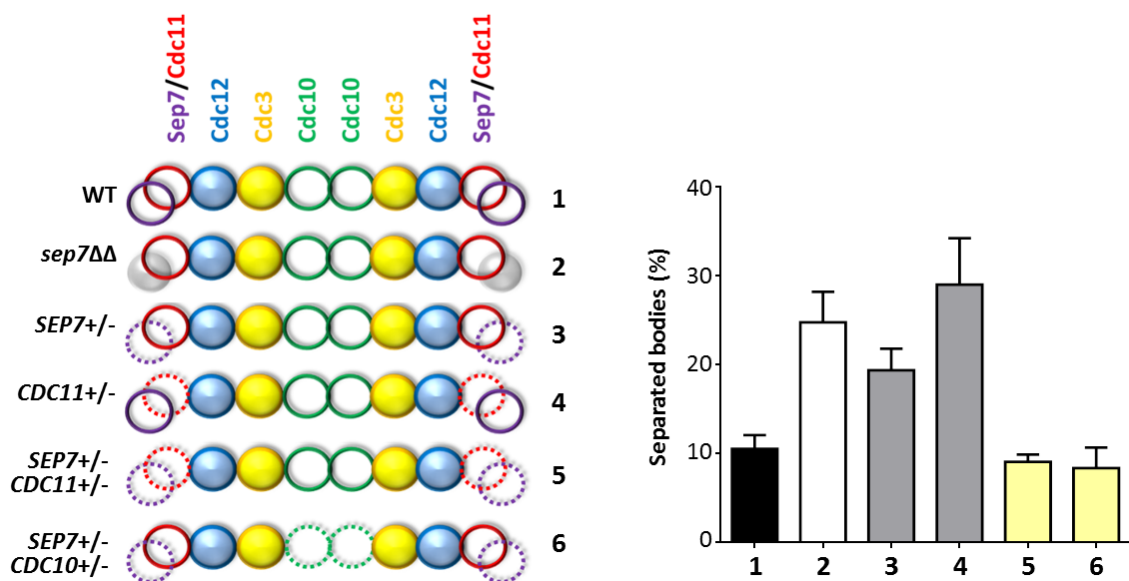 Sep7/Cdc11
Cdc12
Cdc3
Cdc10
Cdc10
Cdc3
Cdc12
Sep7/Cdc11
WT
1
sep7ΔΔ
2
SEP7+/-
3
CDC11+/-
4
SEP7+/-
CDC11+/-
5
SEP7+/-
CDC10+/-
6
Separated bodies (%)
40
30
20
10
0
1 2 3 4 5 6